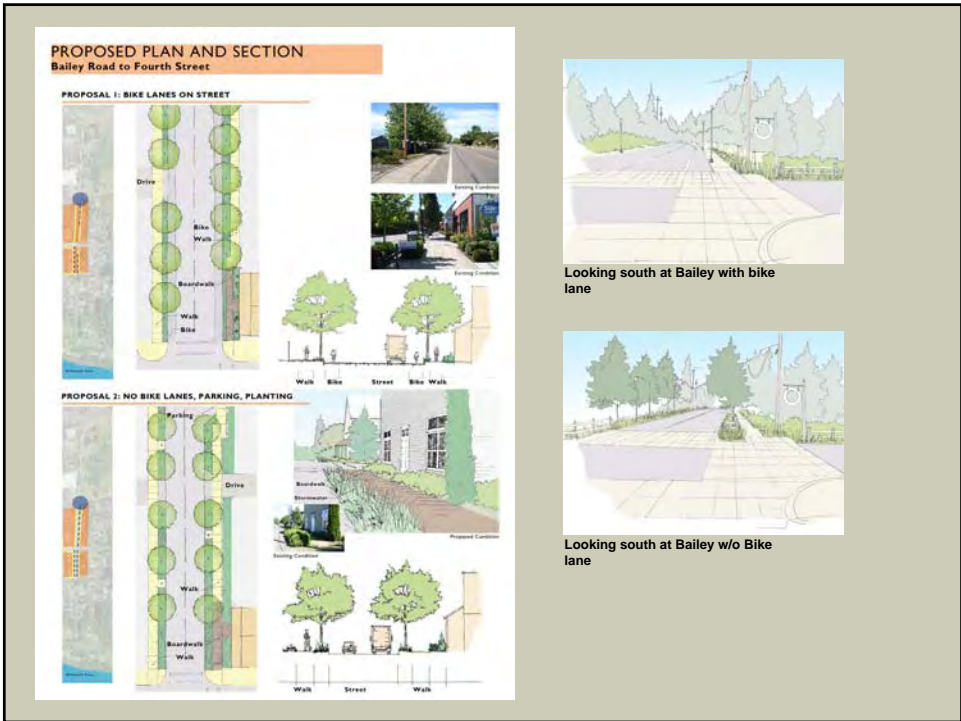 PROPOSED PLAN AND SECTION
Bailey Road to Fourth Street
PROPOSAL 1: BIKE LANES ON STREET
Drive
Bike
Walk
Boardwalk
Walk
Bike
Existing Condition
Existing Condition
Walk Bike Street Bike Walk
PROPOSAL 2: NO BIKE LANES, PARKING, PLANTING
Parking
Drive
Walk
Boardwalk
Walk
Boardwalk
Stormwater
Proposed Condition
Existing Condition
Walk Street Walk
Looking south at Bailey with bike
lane
Looking south at Bailey w/o Bike
lane